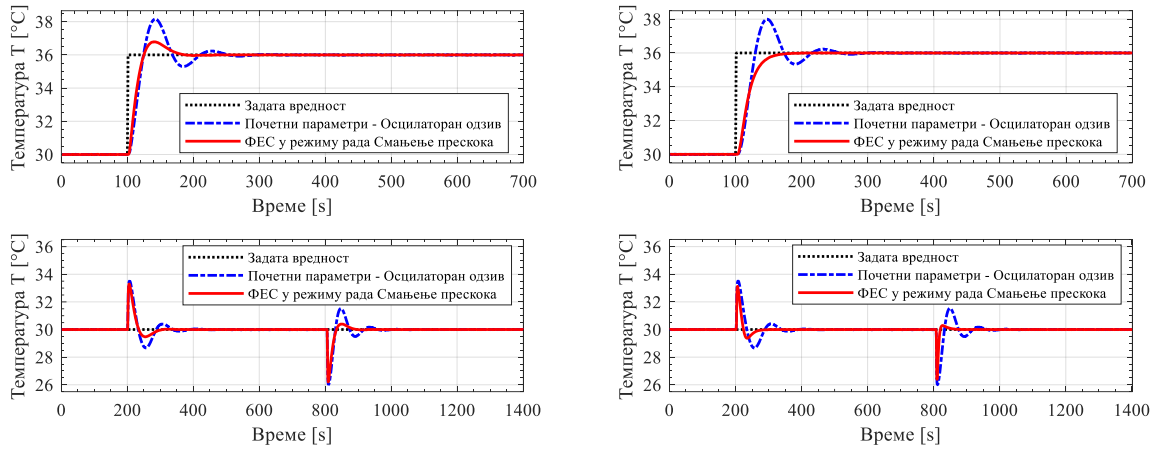 Температура T [°C]
38
36
34
32
30
Задата вредност
Почетни параметри - Осцилаторан одзив
ФЕС у режиму рада Смањење прескока
0 100 200 300 400 500 600 700
Време [s]
Температура T [°C]
38
36
34
32
30
Задата вредност
Почетни параметри - Осцилаторан одзив
ФЕС у режиму рада Смањење прескока
0 100 200 300 400 500 600 700
Време [s]
Температура T [°C]
36
34
32
30
28
26
Задата вредност
Почетни параметри - Осцилаторан одзив
ФЕС у режиму рада Смањење прескока
0 200 400 600 800 1000 1200 1400
Време [s]
Температура T [°C]
36
34
32
30
28
26
Задата вредност
Почетни параметри - Осцилаторан одзив
ФЕС у режиму рада Смањење прескока
0 200 400 600 800 1000 1200 1400
Време [s]